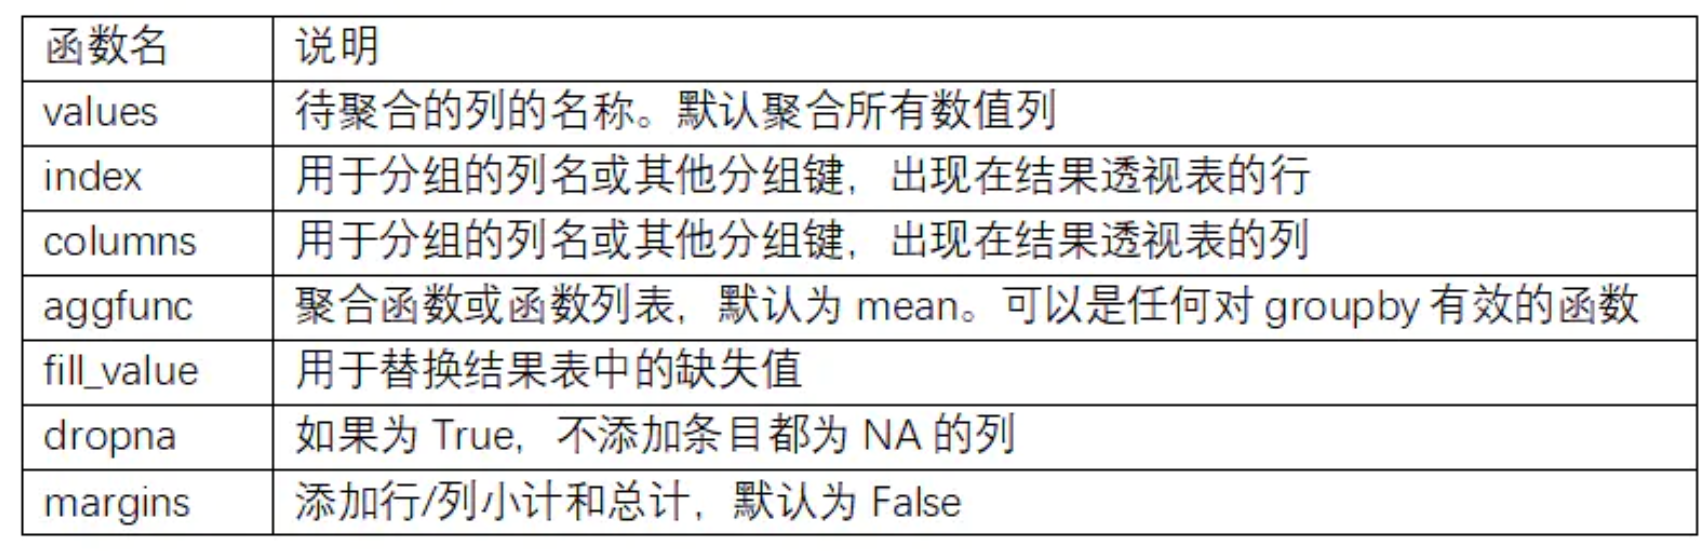 函数名 说明
values 待聚合的列的名称。默认聚合所有数值列
index 用于分组的列名或其他分组键，出现在结果透视表的行
columns 用于分组的列名或其他分组键，出现在结果透视表的列
aggfunc 聚合函数或函数列表，默认为 mean。可以是任何对 groupby 有效的函数
fill_value 用于替换结果表中的缺失值
dropna 如果为 True，不添加条目都为 NA 的列
margins 添加行/列小计和总计，默认为 False